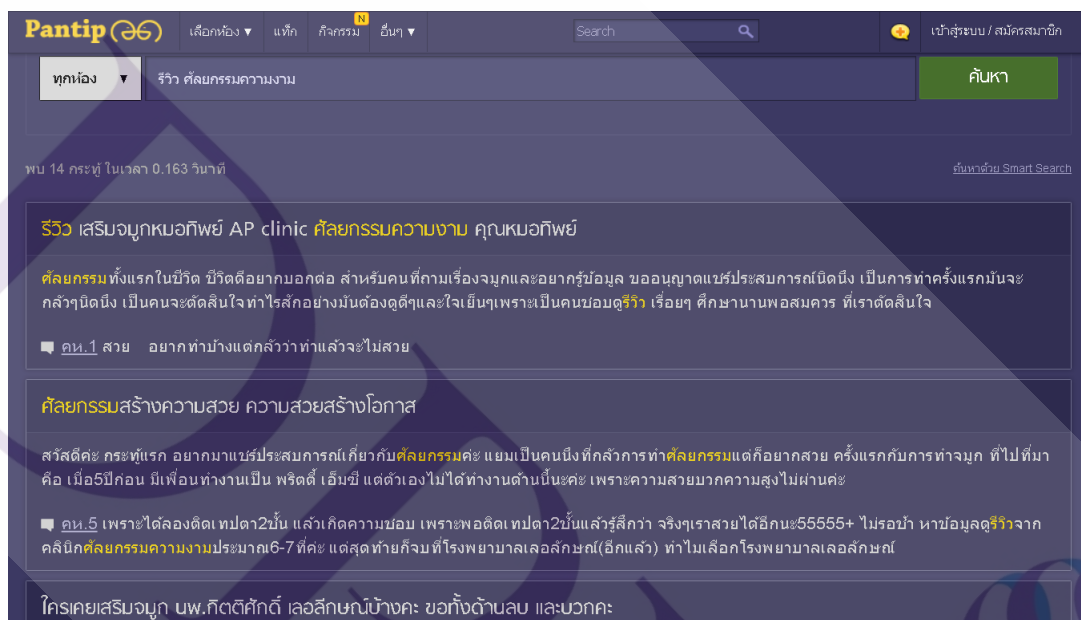 Pantip เลือกห้อง ▼ แท็ก กิจกรรม N อื่นๆ ▼ Search เข้าสู่ระบบ / สมัครสมาชิก
ทุกห้อง ▼ รีวิว ศัลยกรรมความงาม ค้นหา
พบ 14 กระทู้ ในเวลา 0.163 วินาที ค้นหาด้วย Smart Search
รีวิว เสริมจมูกหมอทิพย์ AP clinic ศัลยกรรมความงาม คุณหมอทิพย์
ศัลยกรรมทั้งแรกในชีวิต ชีวิตดีอยากบอกต่อ สำหรับคนที่ถามเรื่องจมูกและอยากรู้ข้อมูล ขออนุญาตแชร์ประสบการณ์นิดนึง เป็นการทำครั้งแรกมันจะ
กลัวๆนิดนึง เป็นคนจะตัดสินใจทำไรสักอย่างมันต้องดูดีๆและใจเย็นๆเพราะเป็นคนชอบดูรีวิว เรื่อยๆ ศึกษานานพอสมควร ที่เราตัดสินใจ
คห.1 สวย อยากทำบ้างแต่กลัวว่าทำแล้วจะไม่สวย
ศัลยกรรมสร้างความสวย ความสวยสร้างโอกาส
สวัสดีค่ะ กระทู้แรก อยากมาแชร์ประสบการณ์เกี่ยวกับศัลยกรรมค่ะ แยมเป็นคนนึงที่กลัวการทำศัลยกรรมแต่ก็อยากสวย ครั้งแรกกับการทำจมูก ที่ไปที่มา
คือ เมื่อ5ปีก่อน มีเพื่อนทำงานเป็น พริตตี้ เอ็มซี แต่ตัวเองไม่ได้ทำงานด้านนี้นะค่ะ เพราะความสวยบวกความสูงไม่ผ่านค่ะ
คห.5 เพราะได้ลองติดเทปตา2ชั้น แล้วเกิดความชอบ เพราะพอติดเทปตา2ชั้นแล้วรู้สึกว่า จริงๆเราสวยได้อีกนะ55555+ ไม่รอช้า หาข้อมูลดูรีวิวจาก
คลินิกศัลยกรรมความงามประมาณ6-7ที่ค่ะ แต่สุดท้ายก็จบที่โรงพยาบาลเลอลักษณ์(อีกแล้ว) ทำไมเลือกโรงพยาบาลเลอลักษณ์
ใครเคยเสริมจมูก นพ.กิตติศักดิ์ เลอลักษณ์บ้างคะ ขอทั้งด้านลบ และบวกคะ